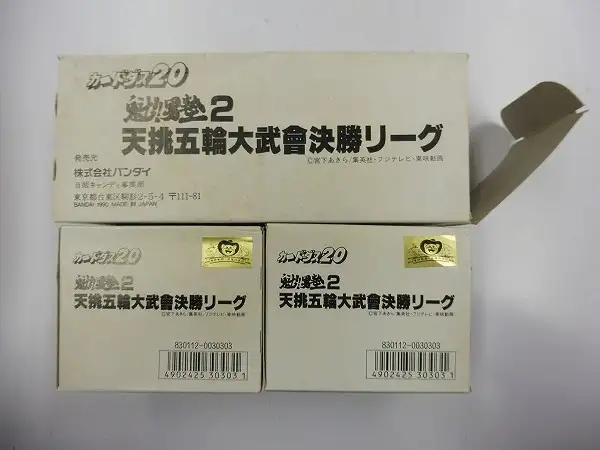 カードダス20
魁!!男塾2
天挑五輪大武會決勝リーグ
©宮下あきら/集英社・フジテレビ・東映動画
発売元
株式会社バンダイ
自販キャンディ事業部
東京都台東区駒形2-5-4 〒111-81
BANDAI 1990 MADE IN JAPAN
カードダス20
魁!!男塾2
天挑五輪大武會決勝リーグ
©宮下あきら/集英社・フジテレビ・東映動画
830112-0030303
4902425303031
カードダス20
魁!!男塾2
天挑五輪大武會決勝リーグ
©宮下あきら/集英社・フジテレビ・東映動画
830112-0030303
4902425303031